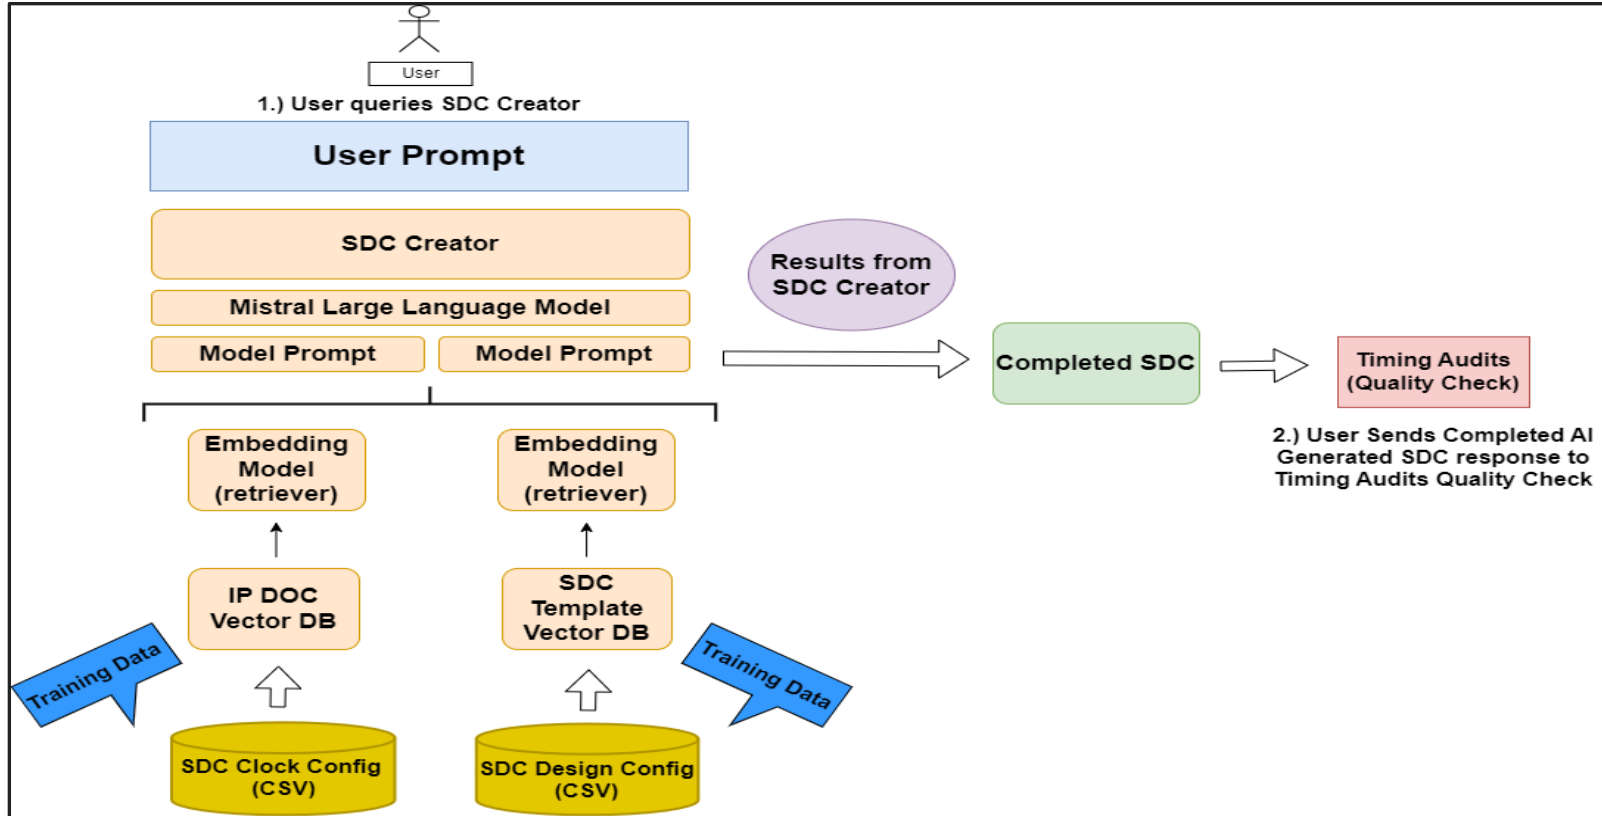 User
1.) User queries SDC Creator
User Prompt
SDC Creator
Mistral Large Language Model
Model Prompt
Model Prompt
Results from
SDC Creator
Completed SDC
Timing Audits
(Quality Check)
2.) User Sends Completed AI
Generated SDC response to
Timing Audits Quality Check
Embedding
Model
(retriever)
Embedding
Model
(retriever)
IP DOC
Vector DB
SDC
Template
Vector DB
Training Data
Training Data
SDC Clock Config
(CSV)
SDC Design Config
(CSV)